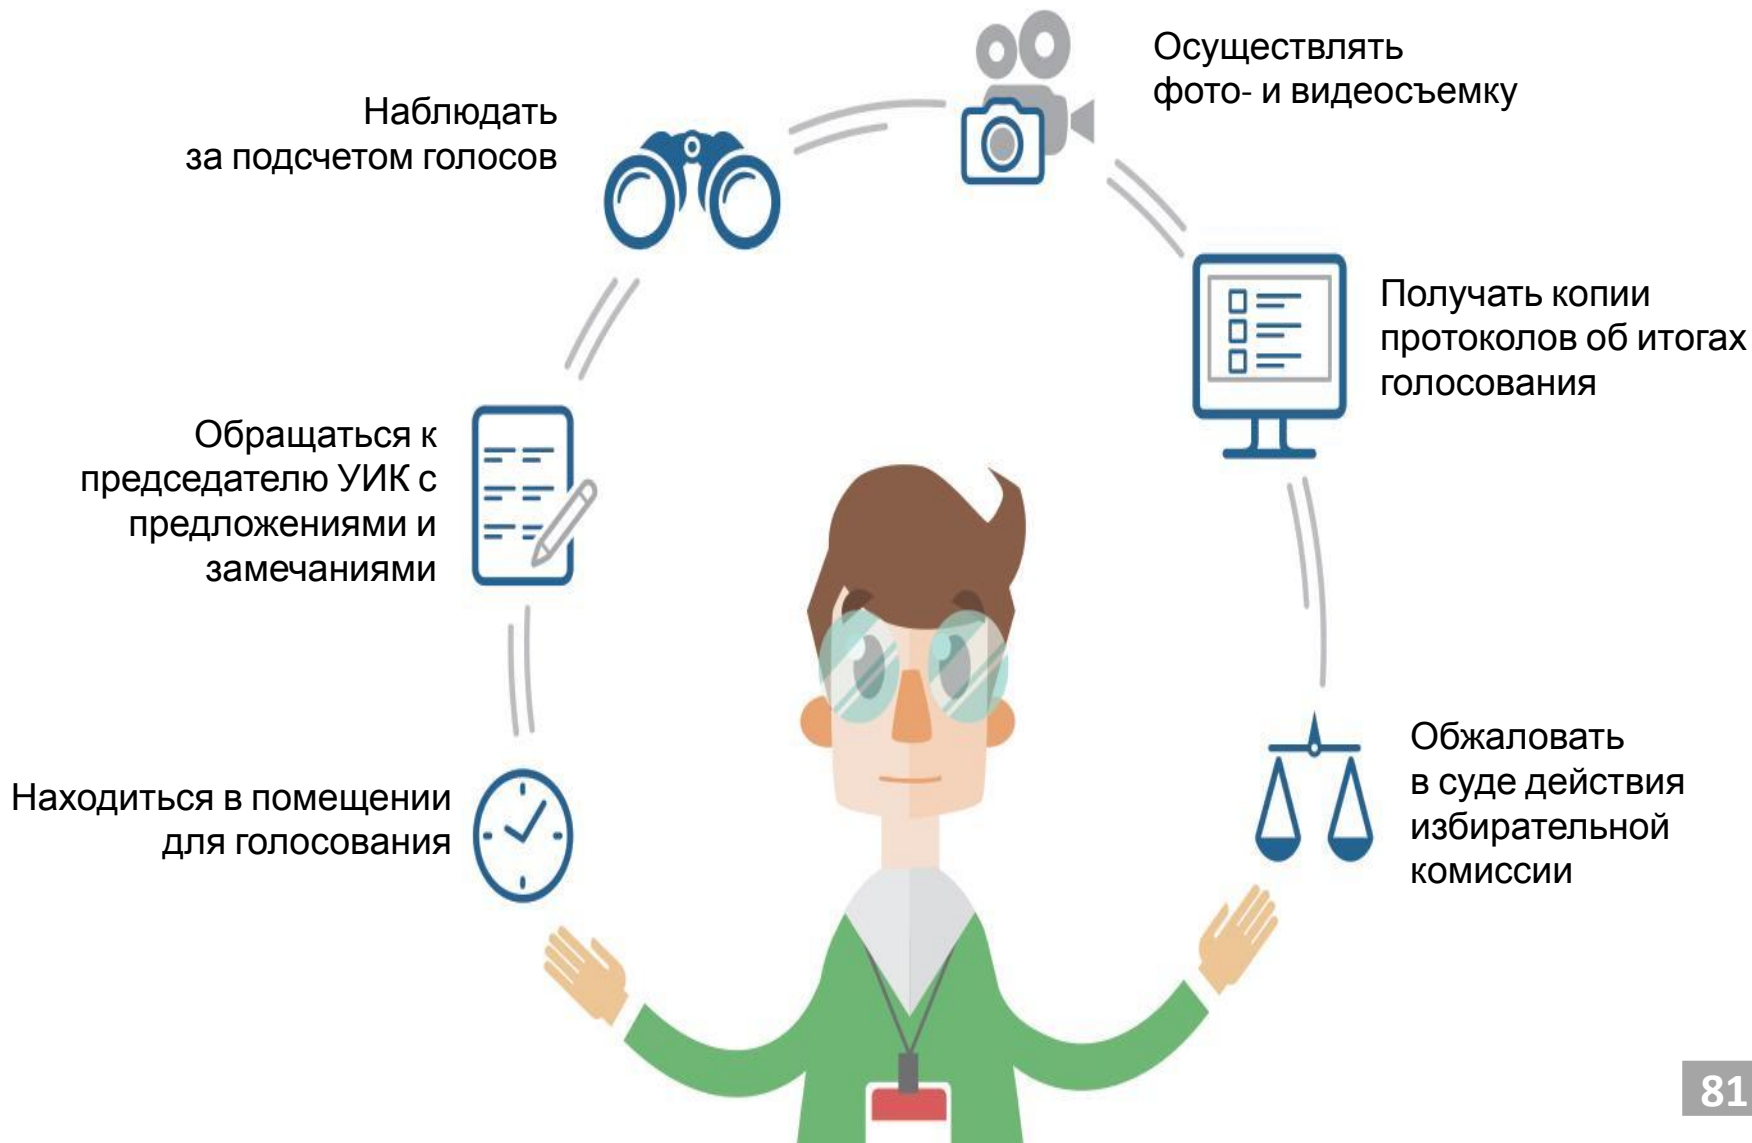 Осуществлять
фото- и видеосъемку
Наблюдать
за подсчетом голосов
Получать копии
протоколов об итогах
голосования
Обращаться к
председателю УИК с
предложениями и
замечаниями
Обжаловать
в суде действия
избирательной
комиссии
Находиться в помещении
для голосования
81